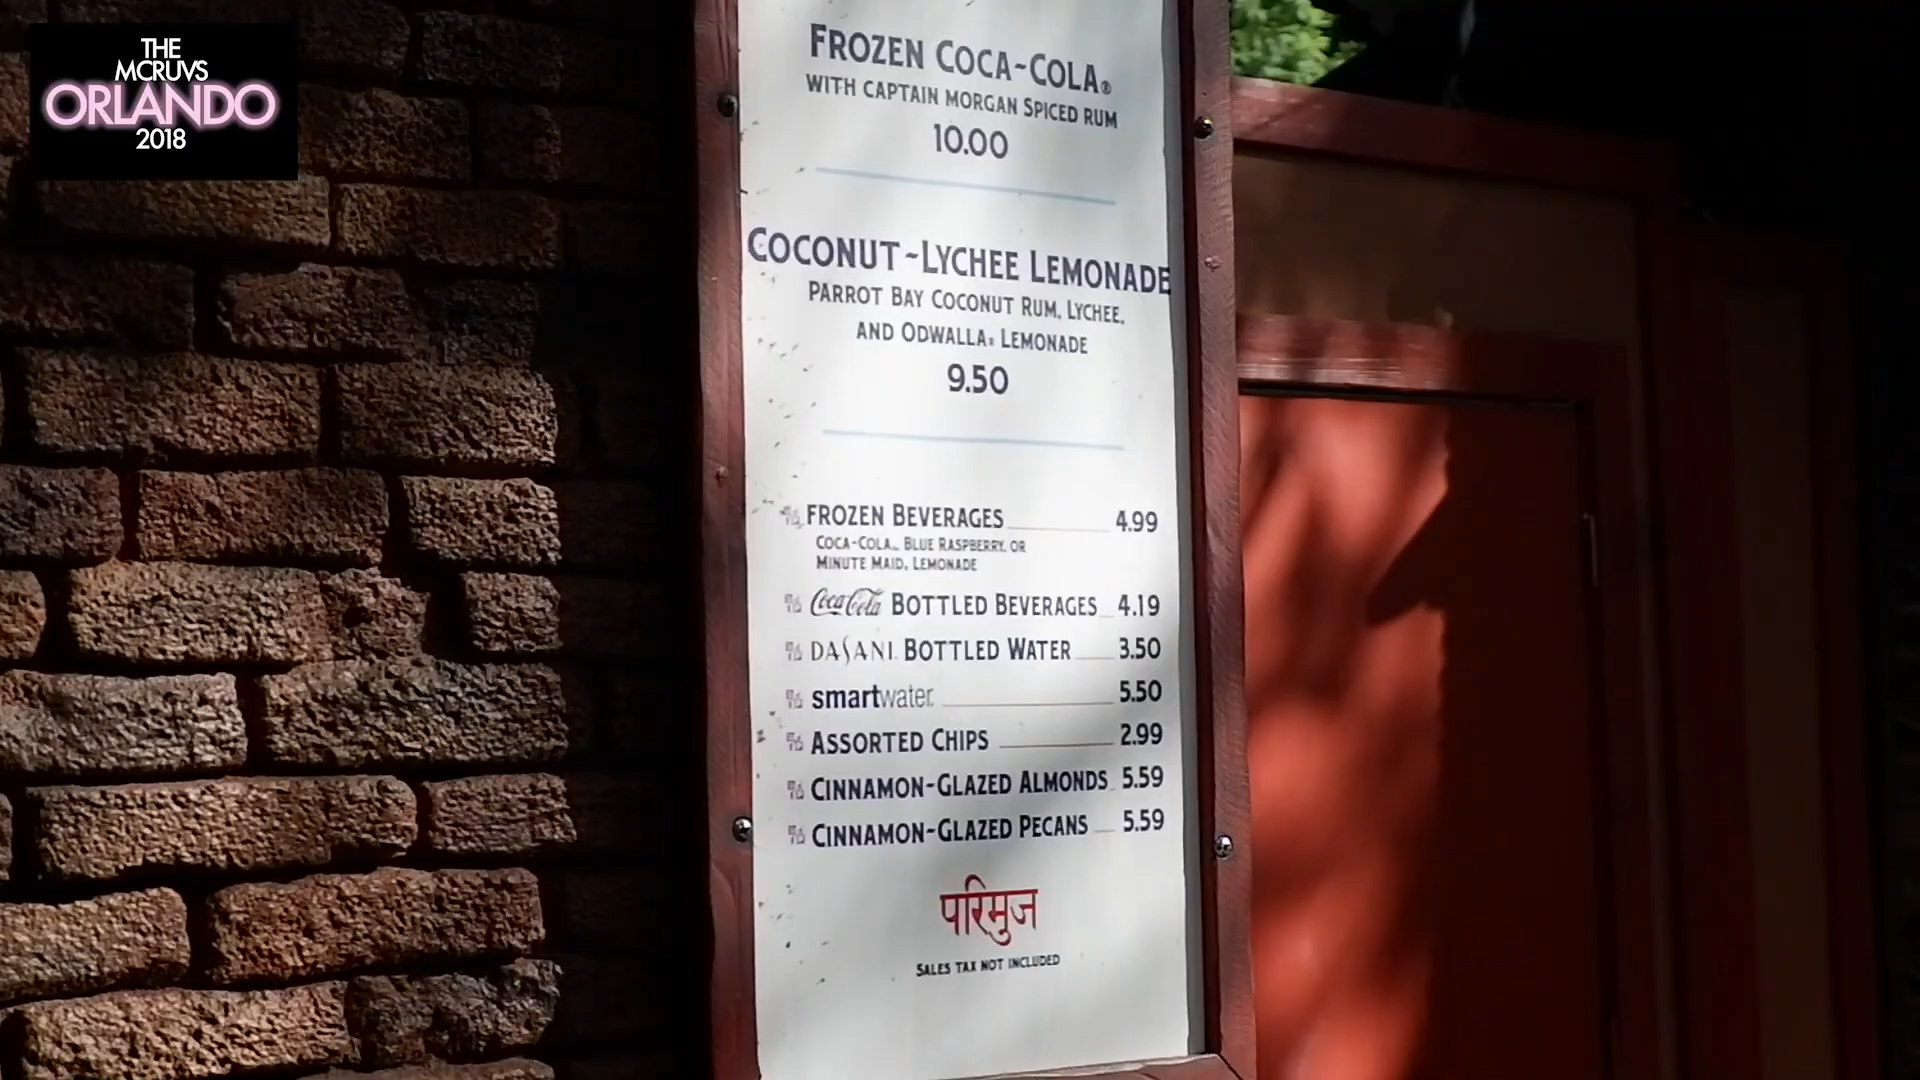 THE
MCRUVS
ORLANDO
2018
FROZEN COCA~COLA®
WITH CAPTAIN MORGAN SPICED RUM
10.00
COCONUT~LYCHEE LEMONADE
PARROT BAY COCONUT RUM, LYCHEE,
AND ODWALLA® LEMONADE
9.50
FROZEN BEVERAGES 4.99
COCA-COLA®, BLUE RASPBERRY, OR
MINUTE MAID® LEMONADE
Coca-Cola BOTTLED BEVERAGES 4.19
DASANI BOTTLED WATER 3.50
smartwater 5.50
ASSORTED CHIPS 2.99
CINNAMON~GLAZED ALMONDS 5.59
CINNAMON~GLAZED PECANS 5.59
परिमुज
SALES TAX NOT INCLUDED